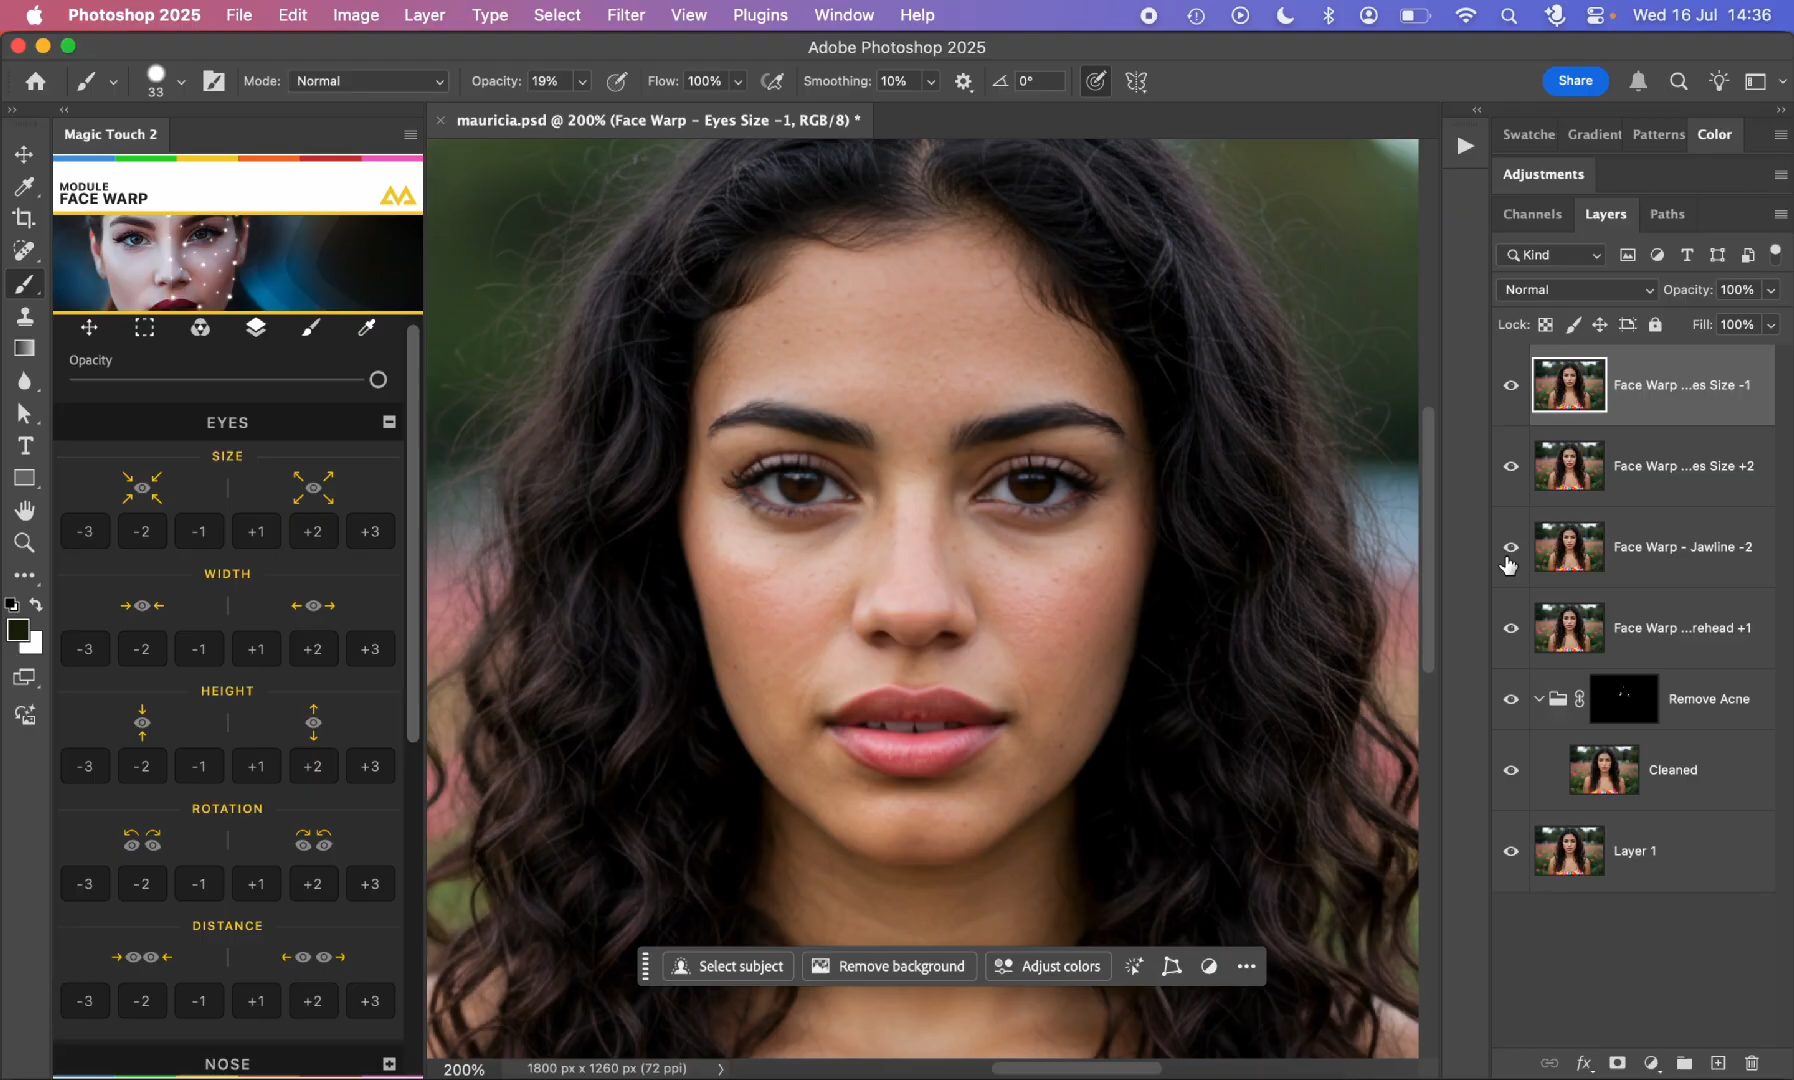 Photoshop 2025 File Edit Image Layer Type Select Filter View Plugins Window Help Wed 16 Jul 14:36
Adobe Photoshop 2025
33 Mode: Normal Opacity: 19% Flow: 100% Smoothing: 10% 0° Share
Magic Touch 2
mauricia.psd @ 200% (Face Warp - Eyes Size -1, RGB/8) *
MODULE
FACE WARP
Opacity
EYES
SIZE
-3 -2 -1 +1 +2 +3
WIDTH
-3 -2 -1 +1 +2 +3
HEIGHT
-3 -2 -1 +1 +2 +3
ROTATION
-3 -2 -1 +1 +2 +3
DISTANCE
-3 -2 -1 +1 +2 +3
NOSE
Select subject Remove background Adjust colors
200% 1800 px x 1260 px (72 ppi)
Swatche Gradient Patterns Color
Adjustments
Channels Layers Paths
Kind
Normal Opacity: 100%
Lock: Fill: 100%
Face Warp ...es Size -1
Face Warp ...es Size +2
Face Warp - Jawline -2
Face Warp ...rehead +1
Remove Acne
Cleaned
Layer 1